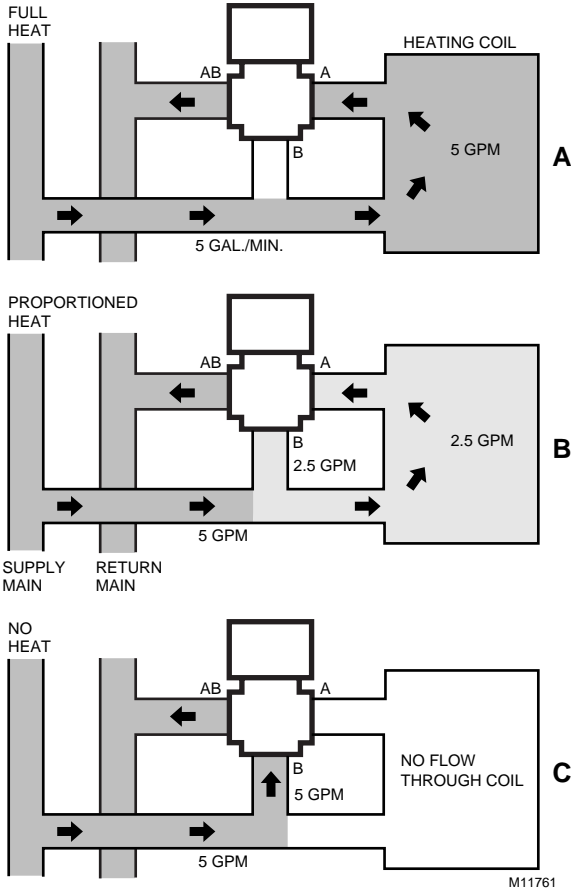 FULL
HEAT
HEATING COIL
AB
A
B
5 GPM
A
5 GAL./MIN.
PROPORTIONED
HEAT
AB
A
B
2.5 GPM
2.5 GPM
B
5 GPM
SUPPLY
MAIN
RETURN
MAIN
NO
HEAT
AB
A
B
5 GPM
NO FLOW
THROUGH COIL
C
5 GPM
M11761